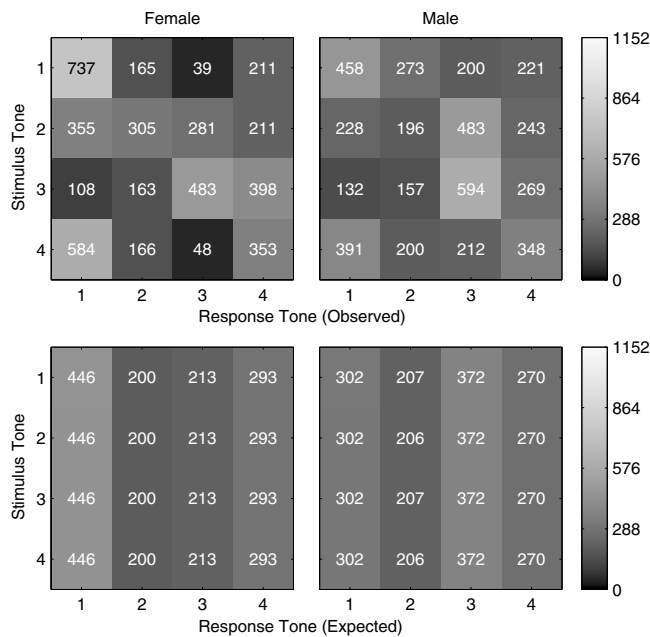 Female Male
1 737 165 39 211 458 273 200 221 1152
864
2 355 305 281 211 228 196 483 243
576
3 108 163 483 398 132 157 594 269
288
4 584 166 48 353 391 200 212 348
0
Stimulus Tone
1 2 3 4 1 2 3 4
Response Tone (Observed)
1 446 200 213 293 302 207 372 270 1152
864
2 446 200 213 293 302 206 372 270
576
3 446 200 213 293 302 207 372 270
288
4 446 200 213 293 302 206 372 270
0
Stimulus Tone
1 2 3 4 1 2 3 4
Response Tone (Expected)